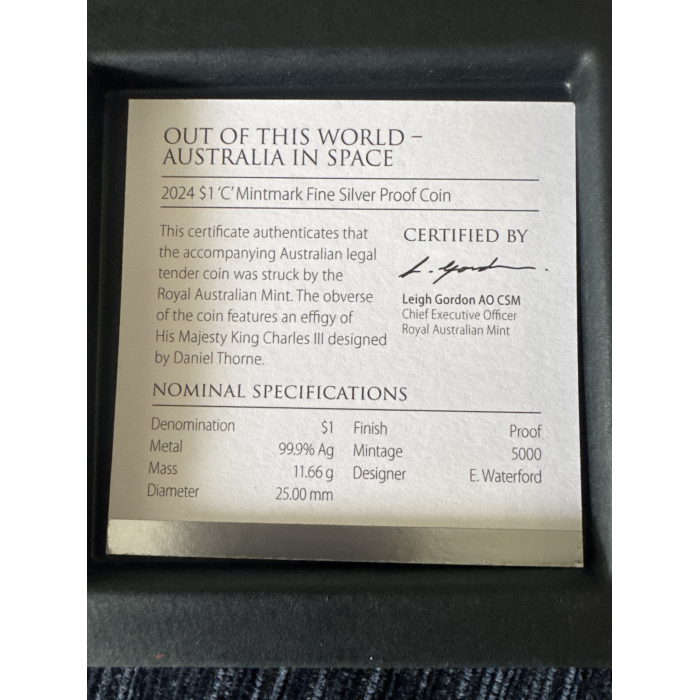 OUT OF THIS WORLD –
AUSTRALIA IN SPACE
2024 $1 'C' Mintmark Fine Silver Proof Coin
This certificate authenticates that
the accompanying Australian legal
tender coin was struck by the
Royal Australian Mint. The obverse
of the coin features an effigy of
His Majesty King Charles III designed
by Daniel Thorne.
CERTIFIED BY
L. Gordon.
Leigh Gordon AO CSM
Chief Executive Officer
Royal Australian Mint
NOMINAL SPECIFICATIONS
Denomination $1 Finish Proof
Metal 99.9% Ag Mintage 5000
Mass 11.66 g Designer E. Waterford
Diameter 25.00 mm